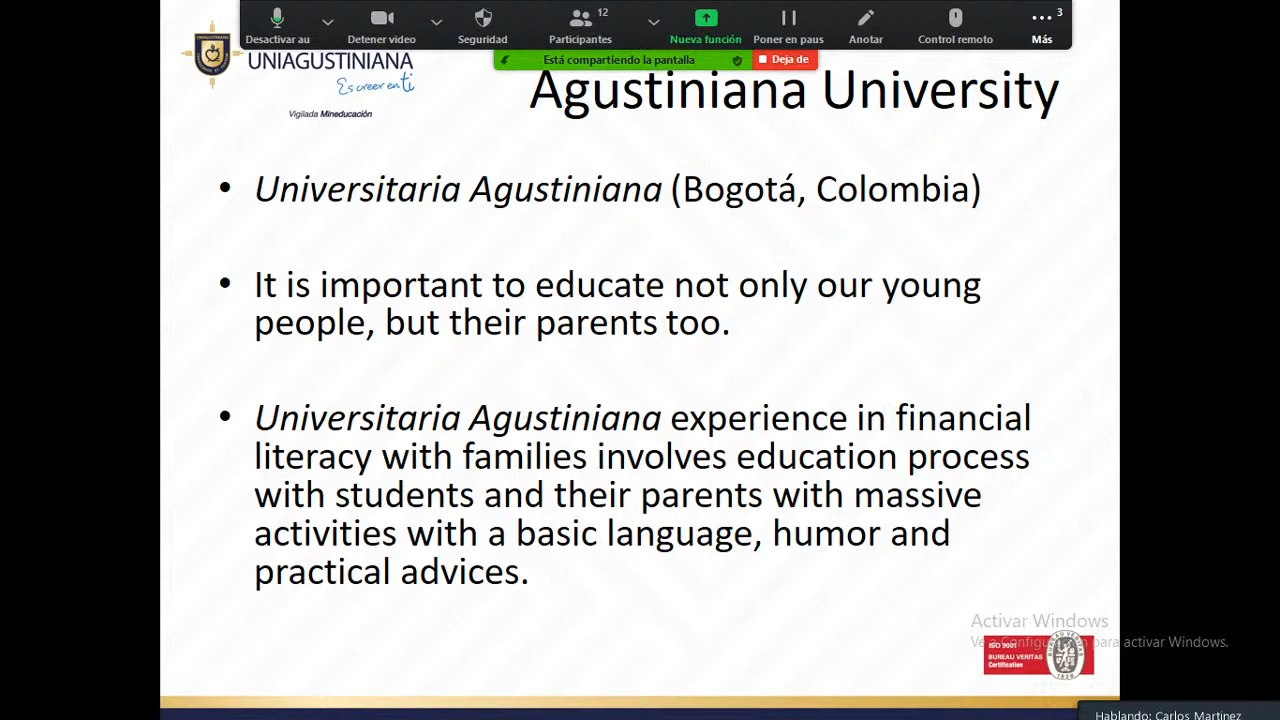 12
3
Desactivar au
Detener video
Seguridad
Participantes
Nueva función
Poner en paus
Anotar
Control remoto
Más
Está compartiendo la pantalla
Deja de
UNIAGUSTINIANA
Es creer en ti
Vigilada Mineducación
Agustiniana University
• Universitaria Agustiniana (Bogotá, Colombia)
• It is important to educate not only our young
people, but their parents too.
• Universitaria Agustiniana experience in financial
literacy with families involves education process
with students and their parents with massive
activities with a basic language, humor and
practical advices.
Activar Windows
para activar Windows.
ISO 9001
BUREAU VERITAS
Certification
1828
Hablando: Carlos Martinez